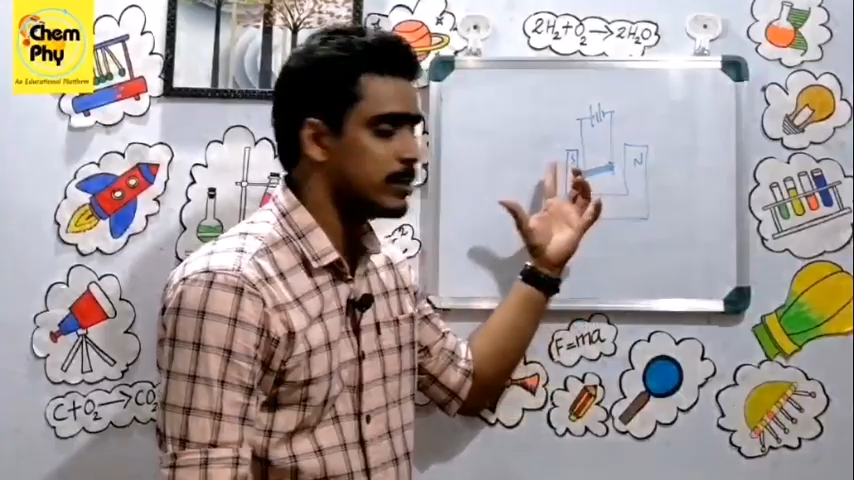 Chem
PHY
An Educational Platform
2H₂+O₂⇌2H₂O
S
N
F=ma
C+O₂→CO